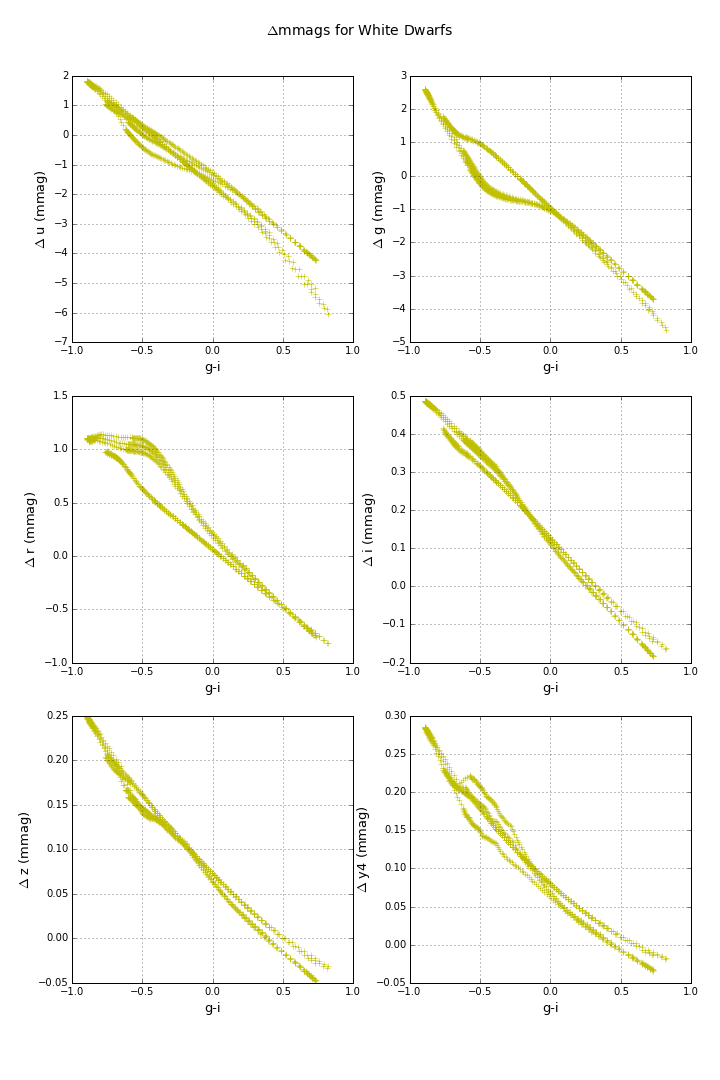 Δmmags for White Dwarfs
2
1
0
−1
−2
−3
−4
−5
−6
−7
Δ u (mmag)
−1.0 −0.5 0.0 0.5 1.0
g-i
3
2
1
0
−1
−2
−3
−4
−5
Δ g (mmag)
−1.0 −0.5 0.0 0.5 1.0
g-i
1.5
1.0
0.5
0.0
−0.5
−1.0
Δ r (mmag)
−1.0 −0.5 0.0 0.5 1.0
g-i
0.5
0.4
0.3
0.2
0.1
0.0
−0.1
−0.2
Δ i (mmag)
−1.0 −0.5 0.0 0.5 1.0
g-i
0.25
0.20
0.15
0.10
0.05
0.00
−0.05
Δ z (mmag)
−1.0 −0.5 0.0 0.5 1.0
g-i
0.30
0.25
0.20
0.15
0.10
0.05
0.00
−0.05
Δ y4 (mmag)
−1.0 −0.5 0.0 0.5 1.0
g-i